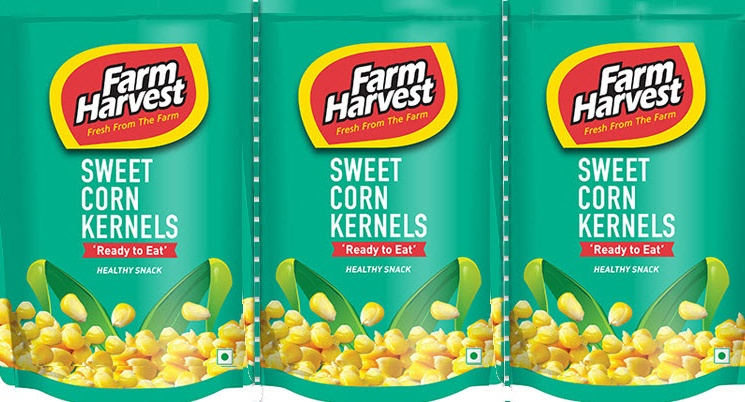 Farm
Harvest
Fresh From The Farm
SWEET
CORN
KERNELS
'Ready to Eat'
HEALTHY SNACK
Farm
Harvest
Fresh From The Farm
SWEET
CORN
KERNELS
'Ready to Eat'
HEALTHY SNACK
Farm
Harvest
Fresh From The Farm
SWEET
CORN
KERNELS
'Ready to Eat'
HEALTHY SNACK